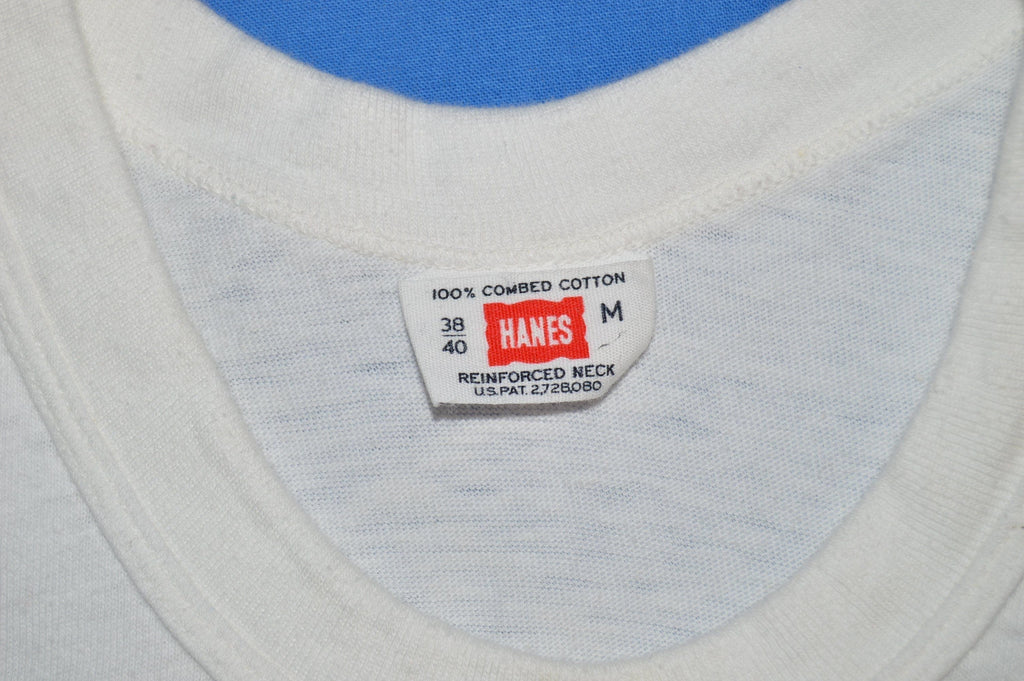 100% COMBED COTTON
38
40
HANES
M
REINFORCED NECK
U.S. PAT. 2,728,080